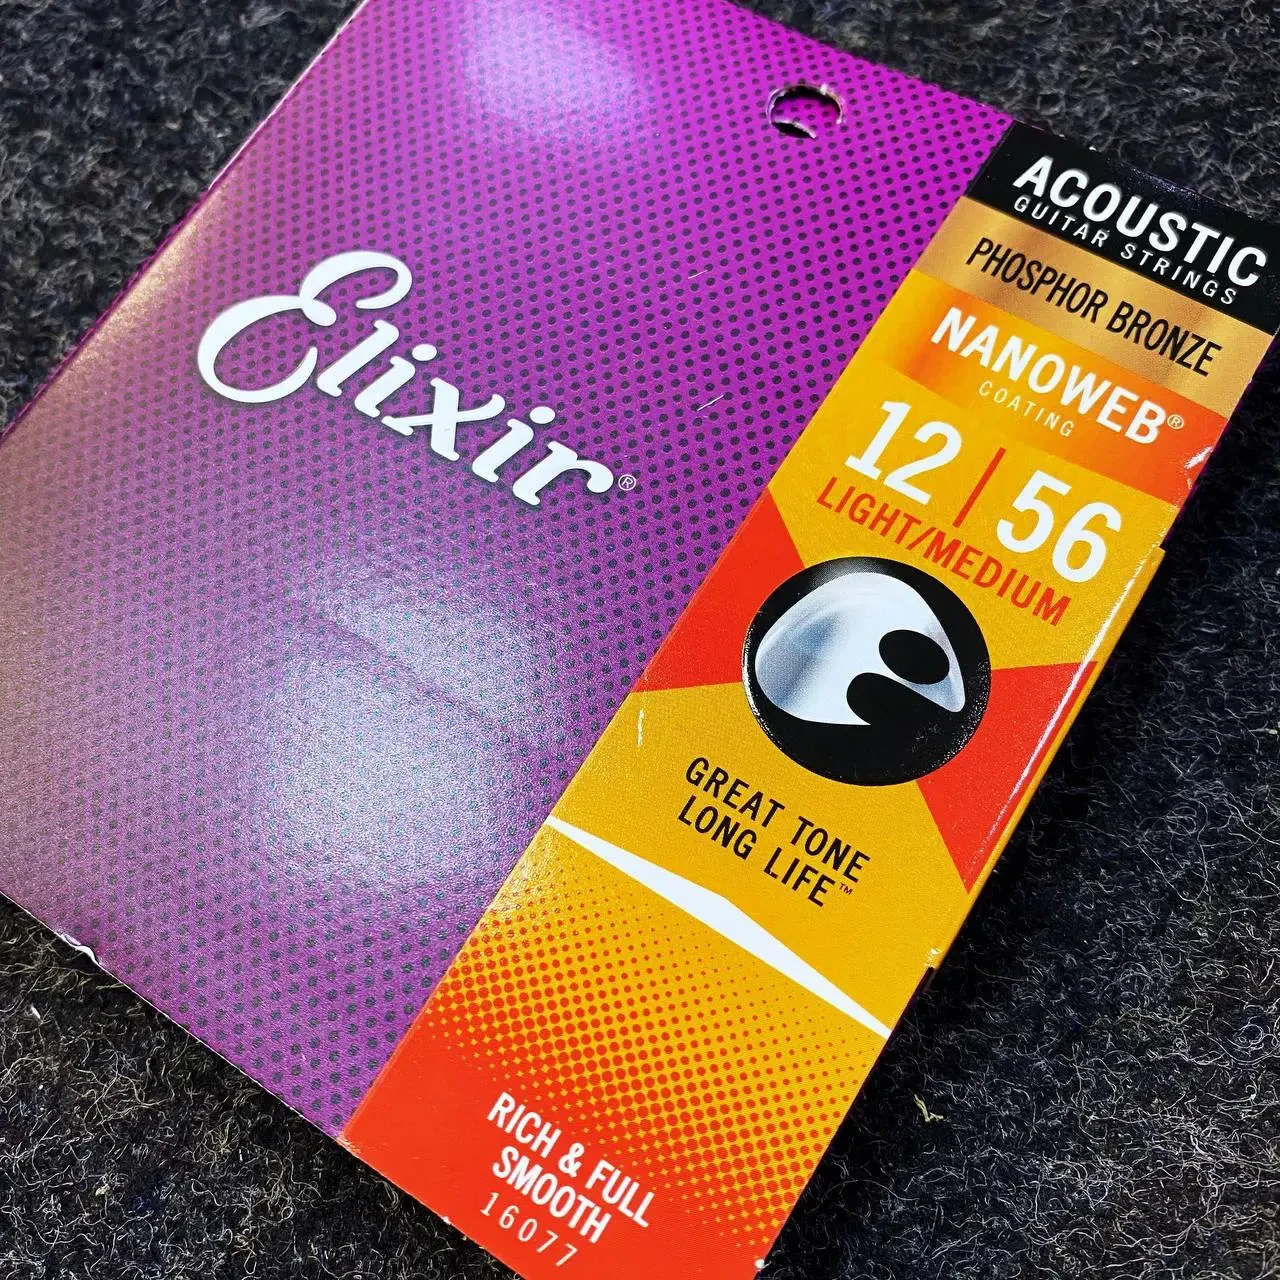 Elixir®
ACOUSTIC
GUITAR STRINGS
PHOSPHOR BRONZE
NANOWEB®
COATING
12 | 56
LIGHT/MEDIUM
GREAT TONE
LONG LIFE™
RICH & FULL
SMOOTH
16077